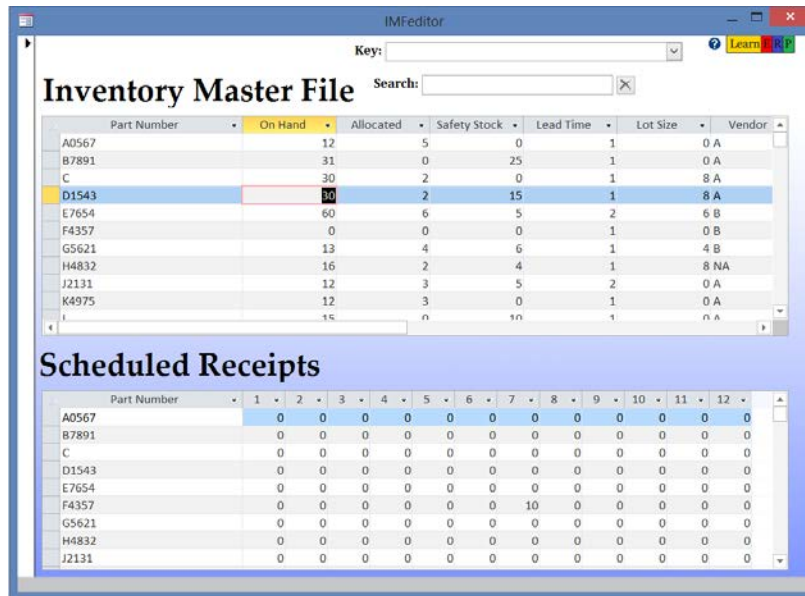 IMFeditor
Key:
Learn E R P
Inventory Master File
Search:
Part Number On Hand Allocated Safety Stock Lead Time Lot Size Vendor
A0567 12 5 0 1 0 A
B7891 31 0 25 1 0 A
C 30 2 0 1 8 A
D1543 30 2 15 1 8 A
E7654 60 6 5 2 6 B
F4357 0 0 0 1 0 B
G5621 13 4 6 1 4 B
H4832 16 2 4 1 8 NA
J2131 12 3 5 2 0 A
K4975 12 3 0 1 0 A
L 15 0 10 1 0 A
Scheduled Receipts
Part Number 1 2 3 4 5 6 7 8 9 10 11 12
A0567 0 0 0 0 0 0 0 0 0 0 0 0
B7891 0 0 0 0 0 0 0 0 0 0 0 0
C 0 0 0 0 0 0 0 0 0 0 0 0
D1543 0 0 0 0 0 0 0 0 0 0 0 0
E7654 0 0 0 0 0 0 0 0 0 0 0 0
F4357 0 0 0 0 0 0 10 0 0 0 0 0
G5621 0 0 0 0 0 0 0 0 0 0 0 0
H4832 0 0 0 0 0 0 0 0 0 0 0 0
J2131 0 0 0 0 0 0 0 0 0 0 0 0